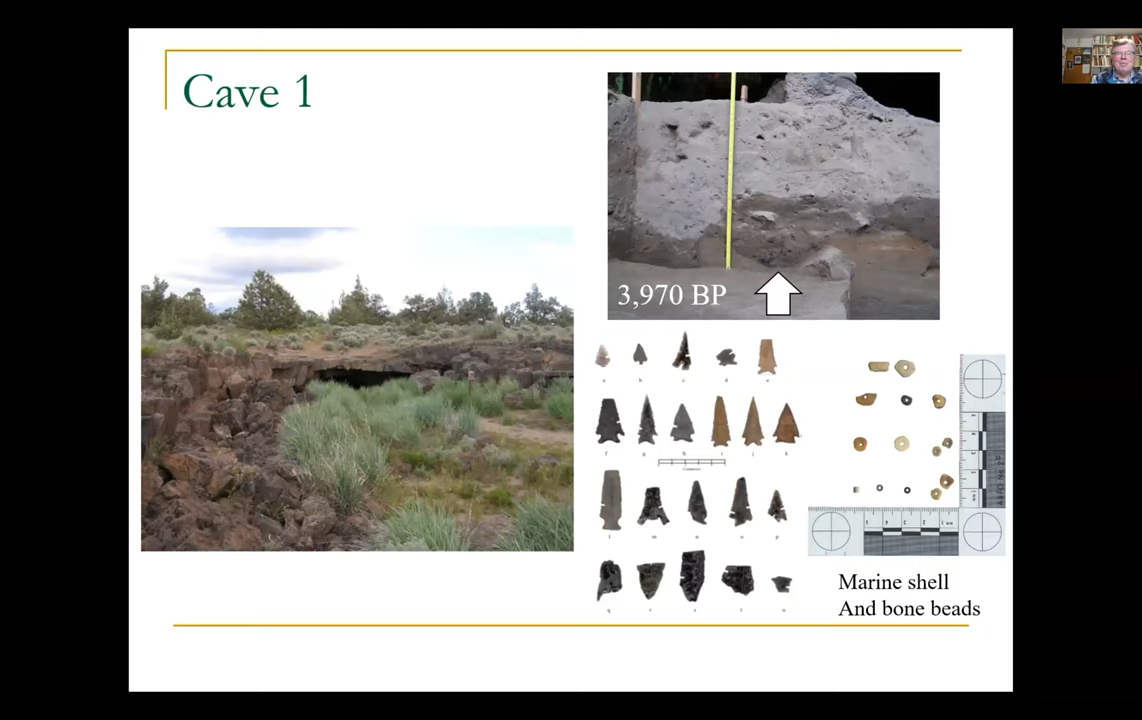 Cave 1
3,970 BP
a b c d e
f g h i j k
l m n o p
q r s t u
Marine shell
And bone beads